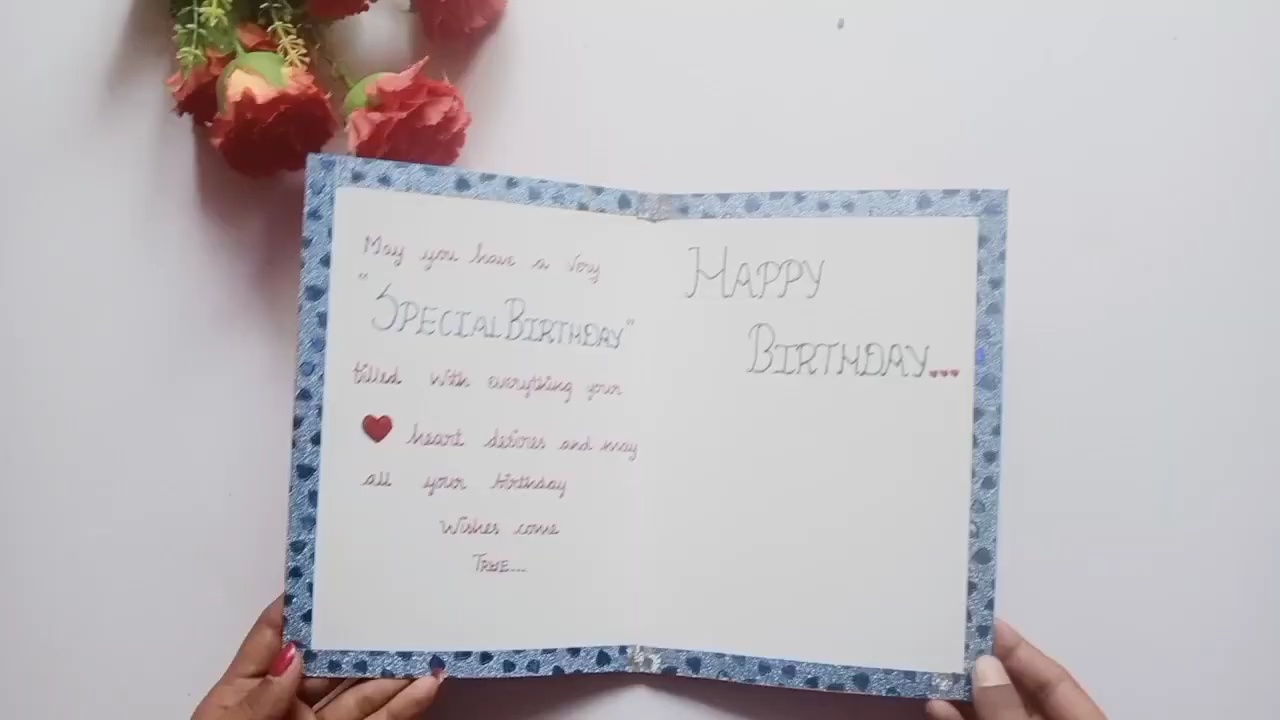 May you have a very
"SPECIAL BIRTHDAY"
filled with everything your
heart desires and may
all your birthday
Wishes come
TRUE...
HAPPY
BIRTHDAY...